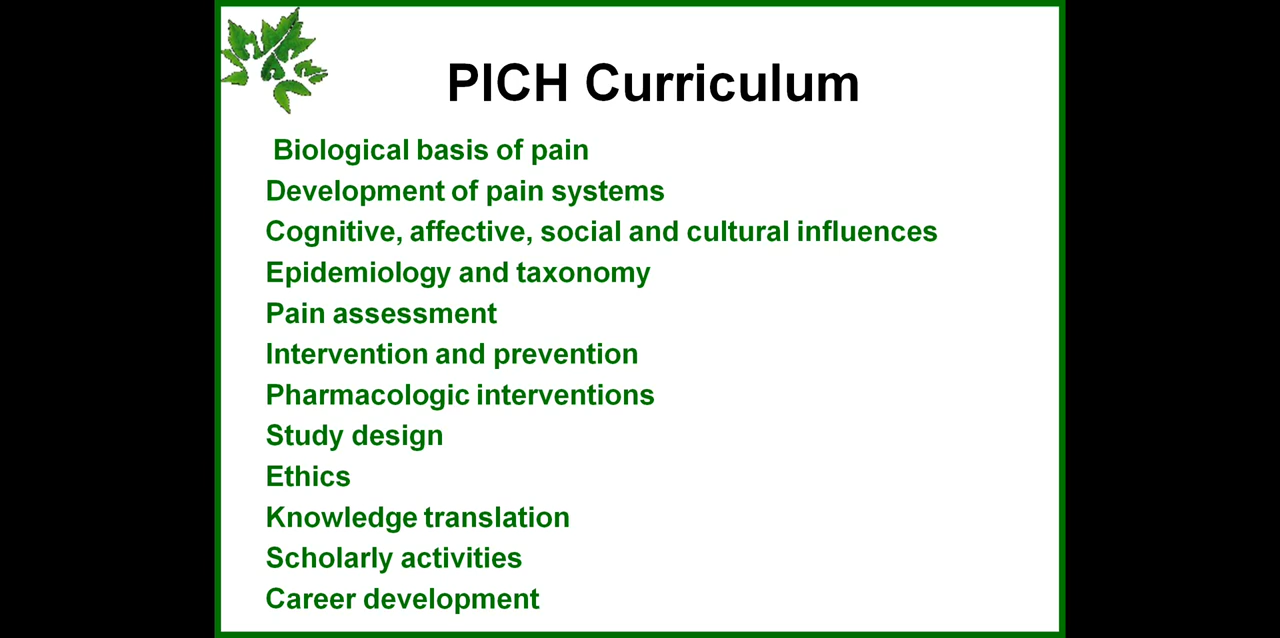 PICH Curriculum
Biological basis of pain
Development of pain systems
Cognitive, affective, social and cultural influences
Epidemiology and taxonomy
Pain assessment
Intervention and prevention
Pharmacologic interventions
Study design
Ethics
Knowledge translation
Scholarly activities
Career development